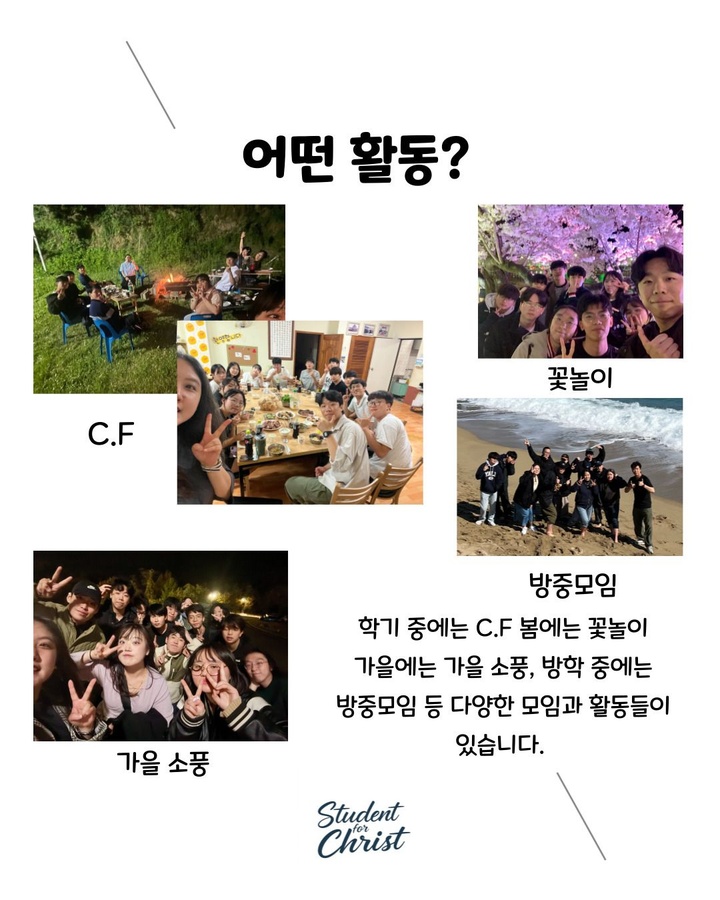 어떤 활동?
C.F
꽃놀이
방중모임
가을 소풍
학기 중에는 C.F 봄에는 꽃놀이
가을에는 가을 소풍, 방학 중에는
방중모임 등 다양한 모임과 활동들이
있습니다.
Student
for
Christ